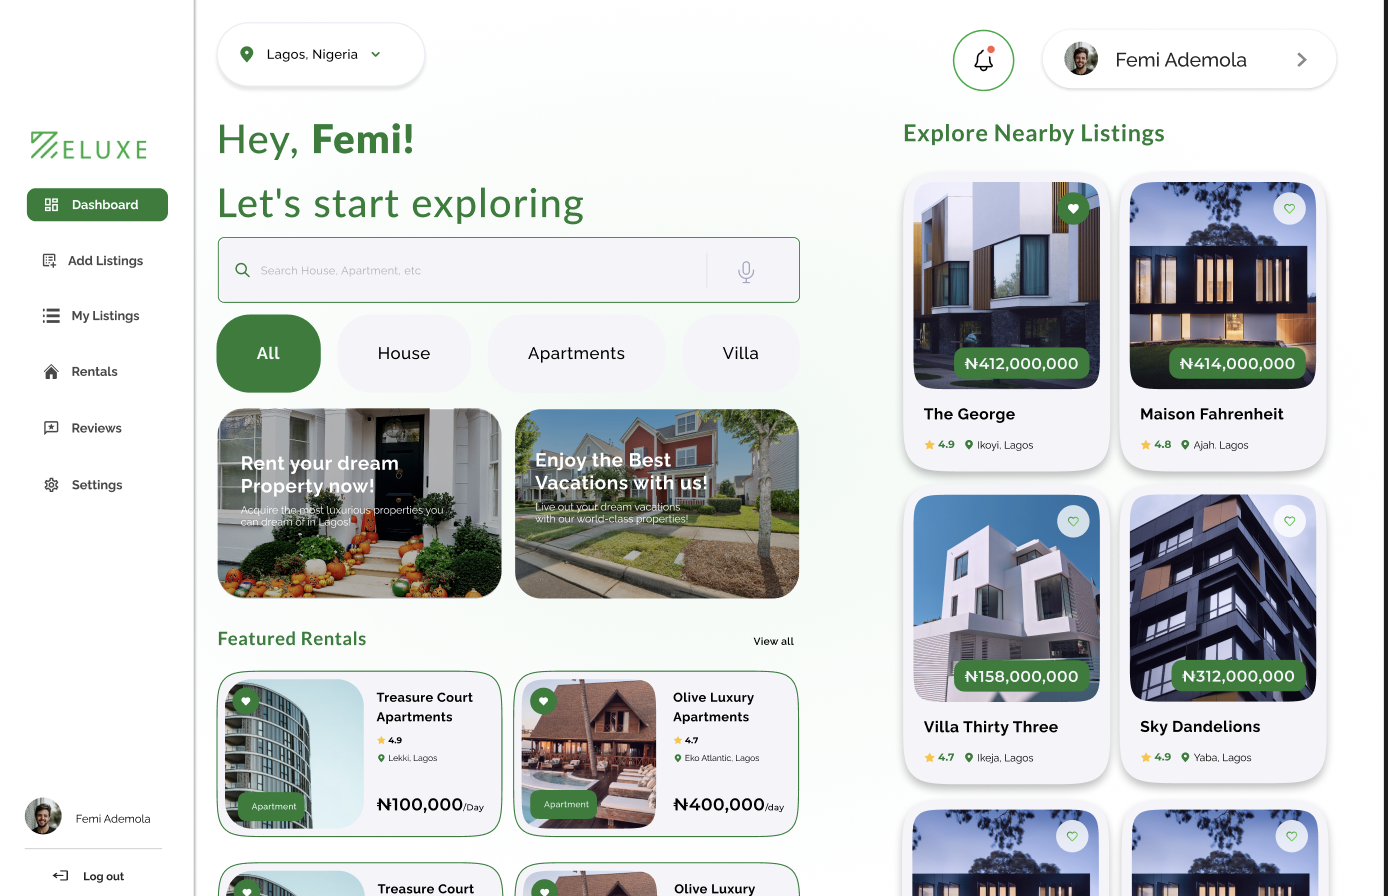 Lagos, Nigeria
Femi Ademola
ELUXE
Dashboard
Add Listings
My Listings
Rentals
Reviews
Settings
Femi Ademola
Log out
Hey, Femi!
Let's start exploring
Search House, Apartment, etc
All
House
Apartments
Villa
Rent your dream
Property now!
Acquire the most luxurious properties you
can dream of in Lagos!
Enjoy the Best
Vacations with us!
Live out your dream vacations
with our world-class properties!
Featured Rentals
View all
Treasure Court
Apartments
4.9
Lekki, Lagos
Apartment
₦100,000/Day
Olive Luxury
Apartments
4.7
Eko Atlantic, Lagos
Apartment
₦400,000/day
Treasure Court
Olive Luxury
Explore Nearby Listings
₦412,000,000
The George
4.9 Ikoyi, Lagos
₦414,000,000
Maison Fahrenheit
4.8 Ajah, Lagos
₦158,000,000
Villa Thirty Three
4.7 Ikeja, Lagos
₦312,000,000
Sky Dandelions
4.9 Yaba, Lagos